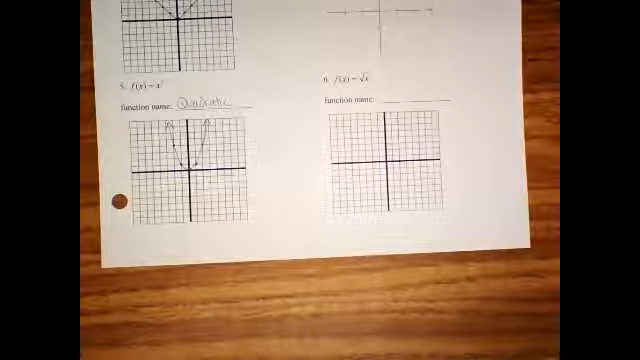 5. f(x) = x²
6. f(x) = √x
function name: Quadratic
function name: